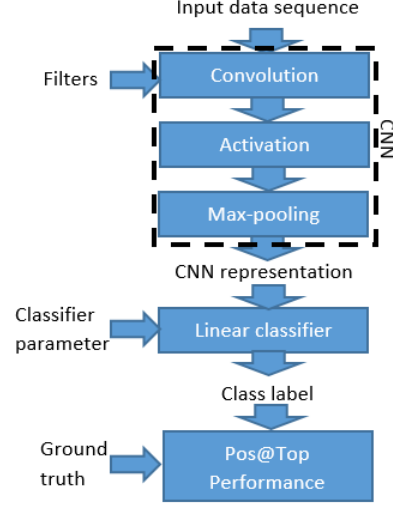 Input data sequence
Filters
Convolution
CNN
Activation
Max-pooling
CNN representation
Classifier
parameter
Linear classifier
Class label
Ground
truth
Pos@Top
Performance